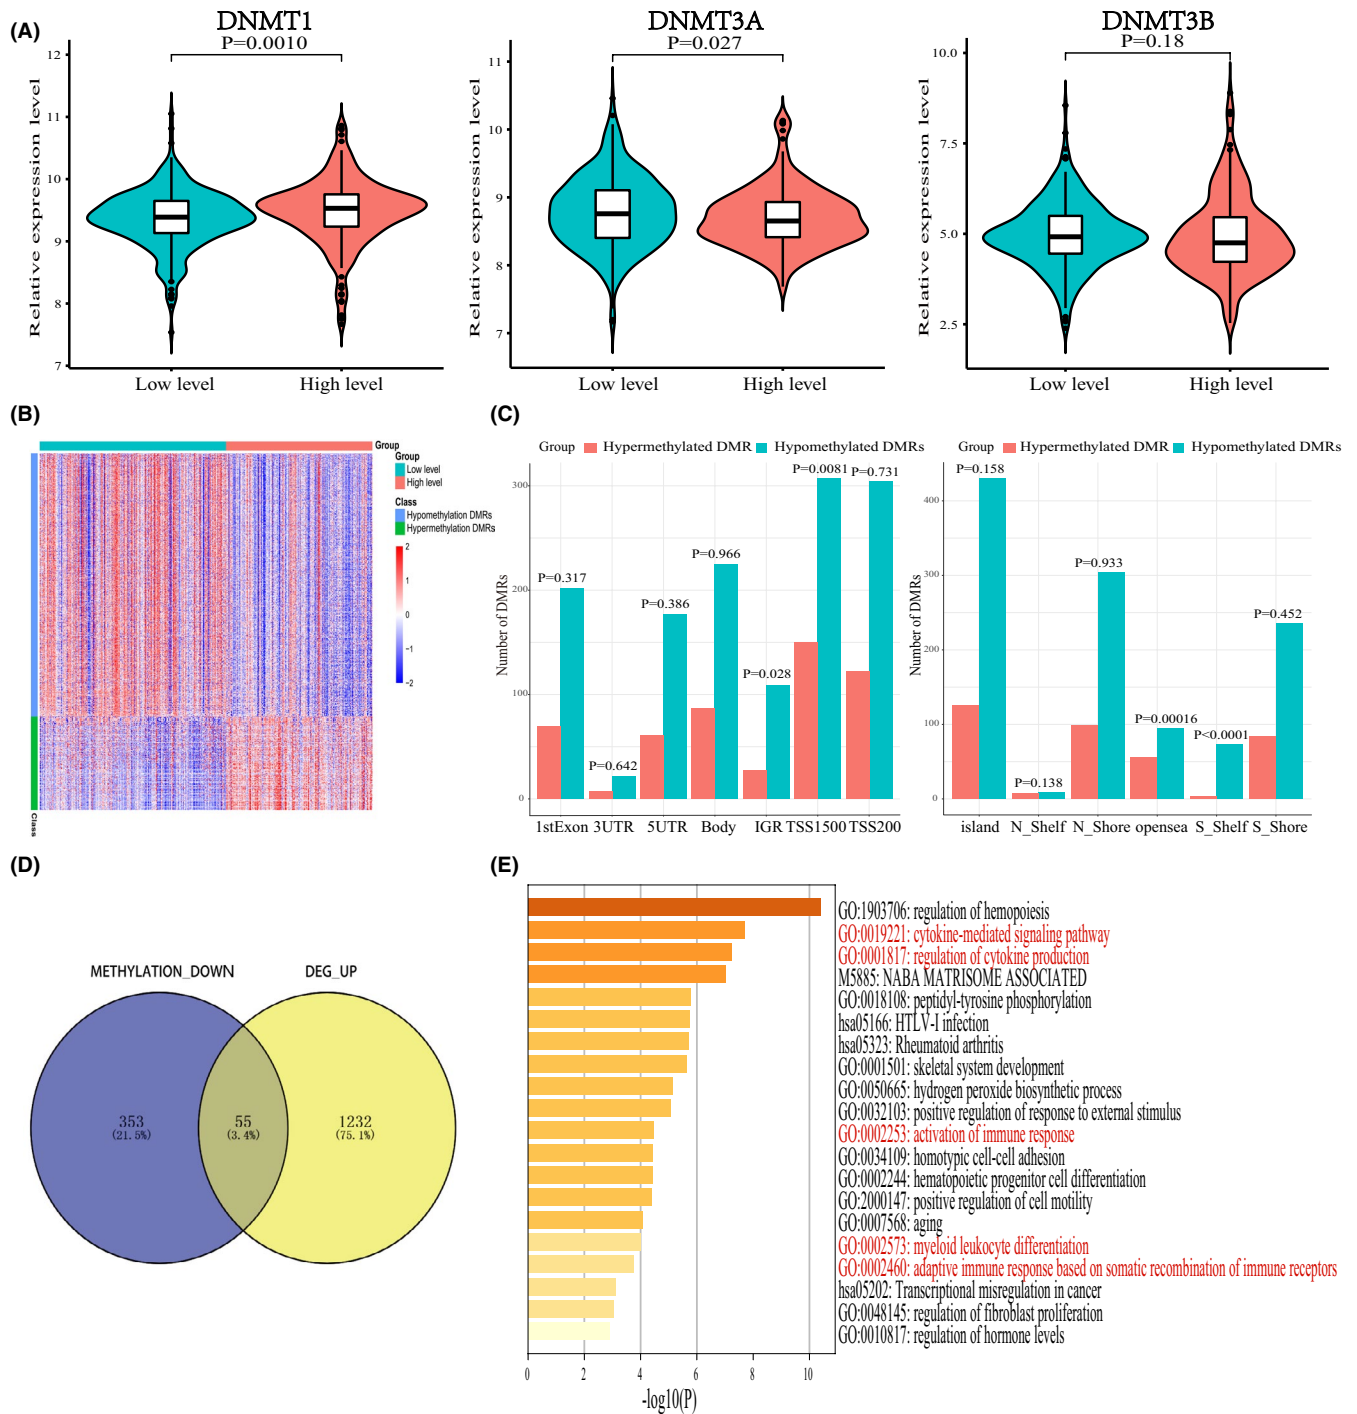 (A)
DNMT1
P=0.0010
Relative expression level
12
11
10
9
8
7
Low level
High level
DNMT3A
P=0.027
Relative expression level
11
10
9
8
7
Low level
High level
DNMT3B
P=0.18
Relative expression level
10.0
7.5
5.0
2.5
Low level
High level
(B)
Group
Group
Low level
High level
Class
Hypomethylation DMRs
Hypermethylation DMRs
2
1
0
−1
−2
Class
(C)
Group Hypermethylated DMR Hypomethylated DMRs
Number of DMRs
300
200
100
0
P=0.317
P=0.642
P=0.386
P=0.966
P=0.028
P=0.0081
P=0.731
1stExon 3UTR 5UTR Body IGR TSS1500 TSS200
Group Hypermethylated DMR Hypomethylated DMRs
Number of DMRs
400
300
200
100
0
P=0.158
P=0.138
P=0.933
P=0.00016
P<0.0001
P=0.452
island N_Shelf N_Shore opensea S_Shelf S_Shore
(D)
METHYLATION_DOWN
DEG_UP
353
(21.5%)
55
(3.4%)
1232
(75.1%)
(E)
GO:1903706: regulation of hemopoiesis
GO:0019221: cytokine-mediated signaling pathway
GO:0001817: regulation of cytokine production
M5885: NABA MATRISOME ASSOCIATED
GO:0018108: peptidyl-tyrosine phosphorylation
hsa05166: HTLV-I infection
hsa05323: Rheumatoid arthritis
GO:0001501: skeletal system development
GO:0050665: hydrogen peroxide biosynthetic process
GO:0032103: positive regulation of response to external stimulus
GO:0002253: activation of immune response
GO:0034109: homotypic cell-cell adhesion
GO:0002244: hematopoietic progenitor cell differentiation
GO:2000147: positive regulation of cell motility
GO:0007568: aging
GO:0002573: myeloid leukocyte differentiation
GO:0002460: adaptive immune response based on somatic recombination of immune receptors
hsa05202: Transcriptional misregulation in cancer
GO:0048145: regulation of fibroblast proliferation
GO:0010817: regulation of hormone levels
0 2 4 6 8 10
-log10(P)